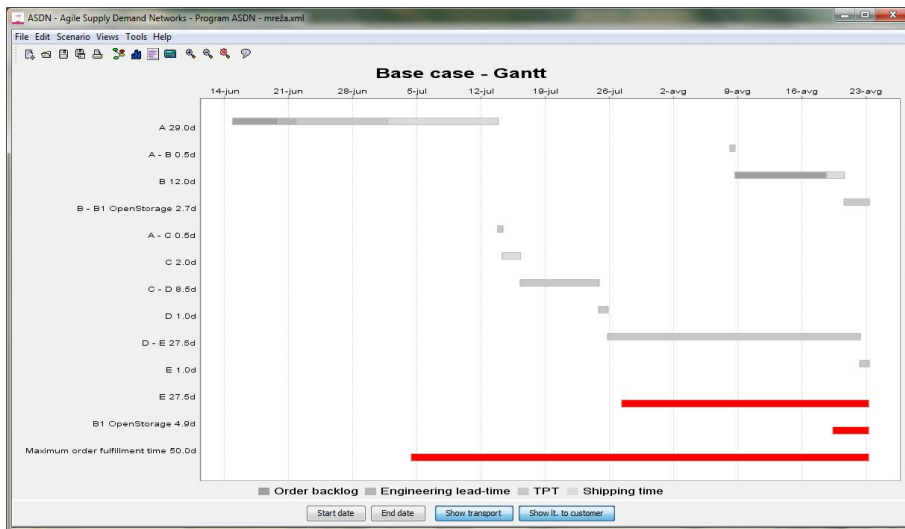 ASDN - Agile Supply Demand Networks - Program ASDN - mreža.xml
File Edit Scenario Views Tools Help
Base case - Gantt
14-jun 21-jun 28-jun 5-jul 12-jul 19-jul 26-jul 2-avg 9-avg 16-avg 23-avg
A 29.0d
A - B 0.5d
B 12.0d
B - B1 OpenStorage 2.7d
A - C 0.5d
C 2.0d
C - D 8.5d
D 1.0d
D - E 27.5d
E 1.0d
E 27.5d
B1 OpenStorage 4.9d
Maximum order fulfillment time 50.0d
Order backlog Engineering lead-time TPT Shipping time
Start date End date Show transport Show lt. to customer